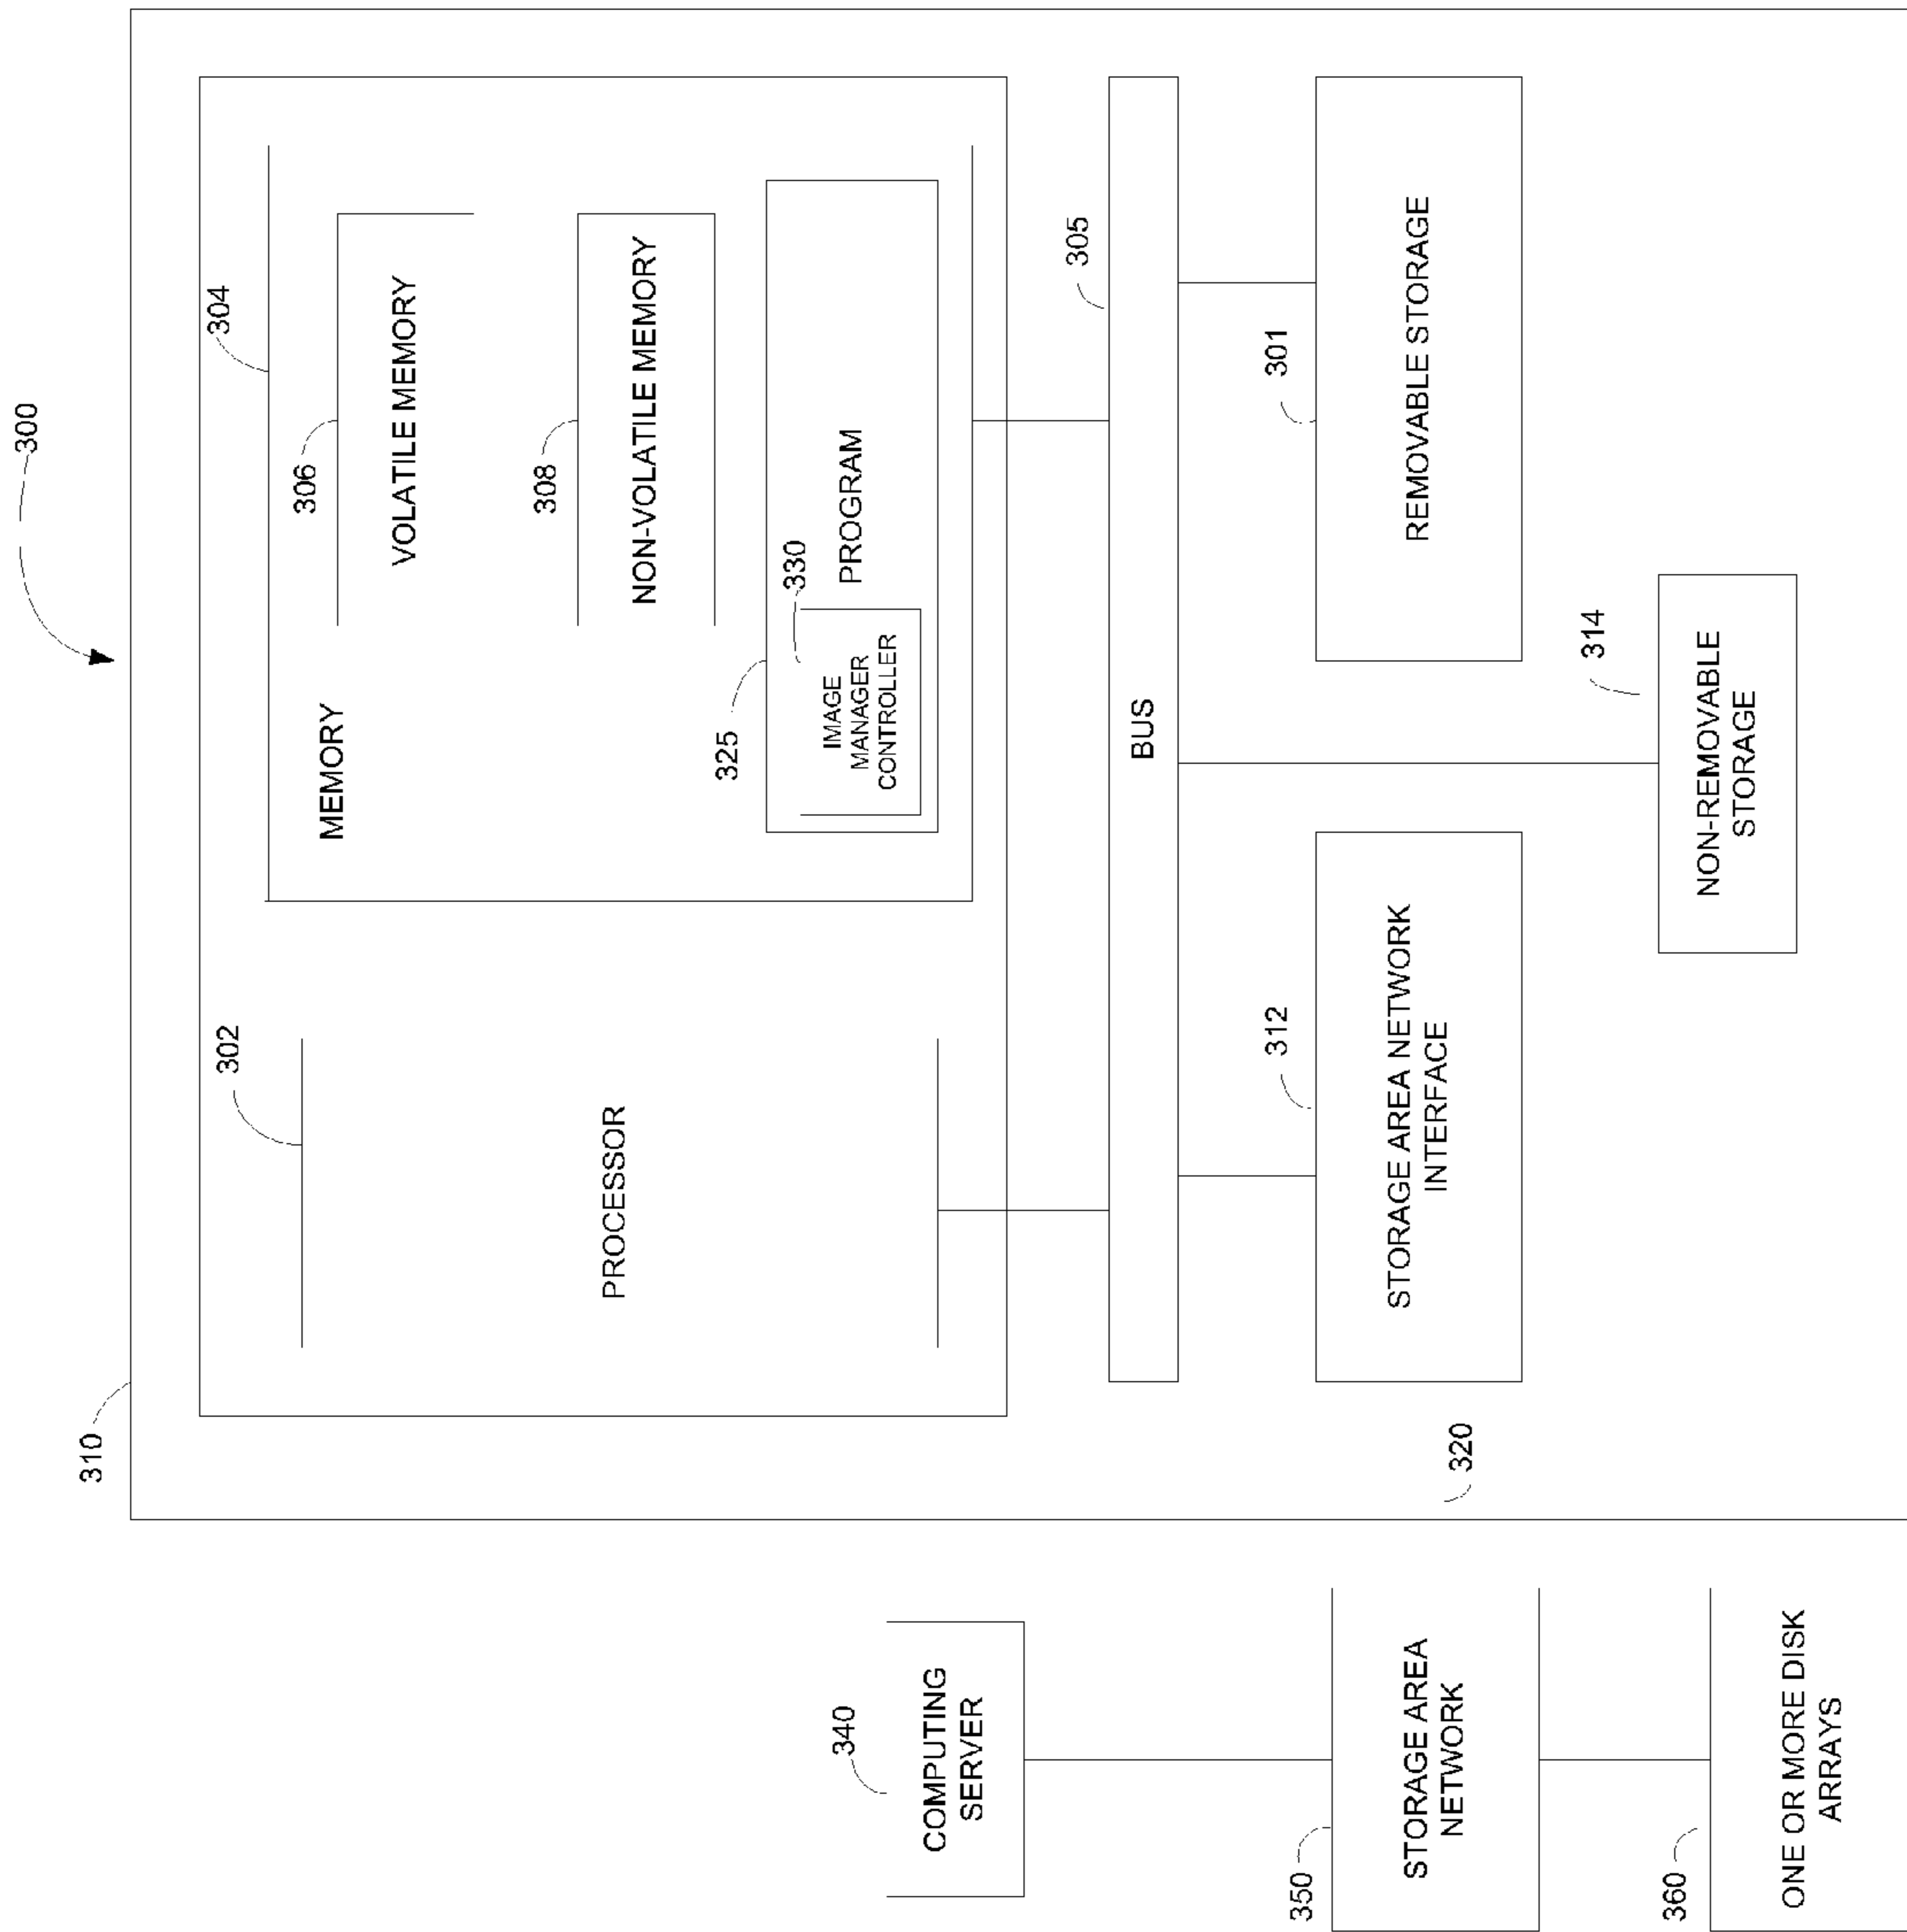 300
310
302
PROCESSOR
304
MEMORY
306
VOLATILE MEMORY
308
NON-VOLATILE MEMORY
325
330
IMAGE
MANAGER
CONTROLLER
PROGRAM
305
BUS
340
COMPUTING
SERVER
312
STORAGE AREA NETWORK
INTERFACE
301
REMOVABLE STORAGE
350
STORAGE AREA
NETWORK
320
314
NON-REMOVABLE
STORAGE
360
ONE OR MORE DISK
ARRAYS